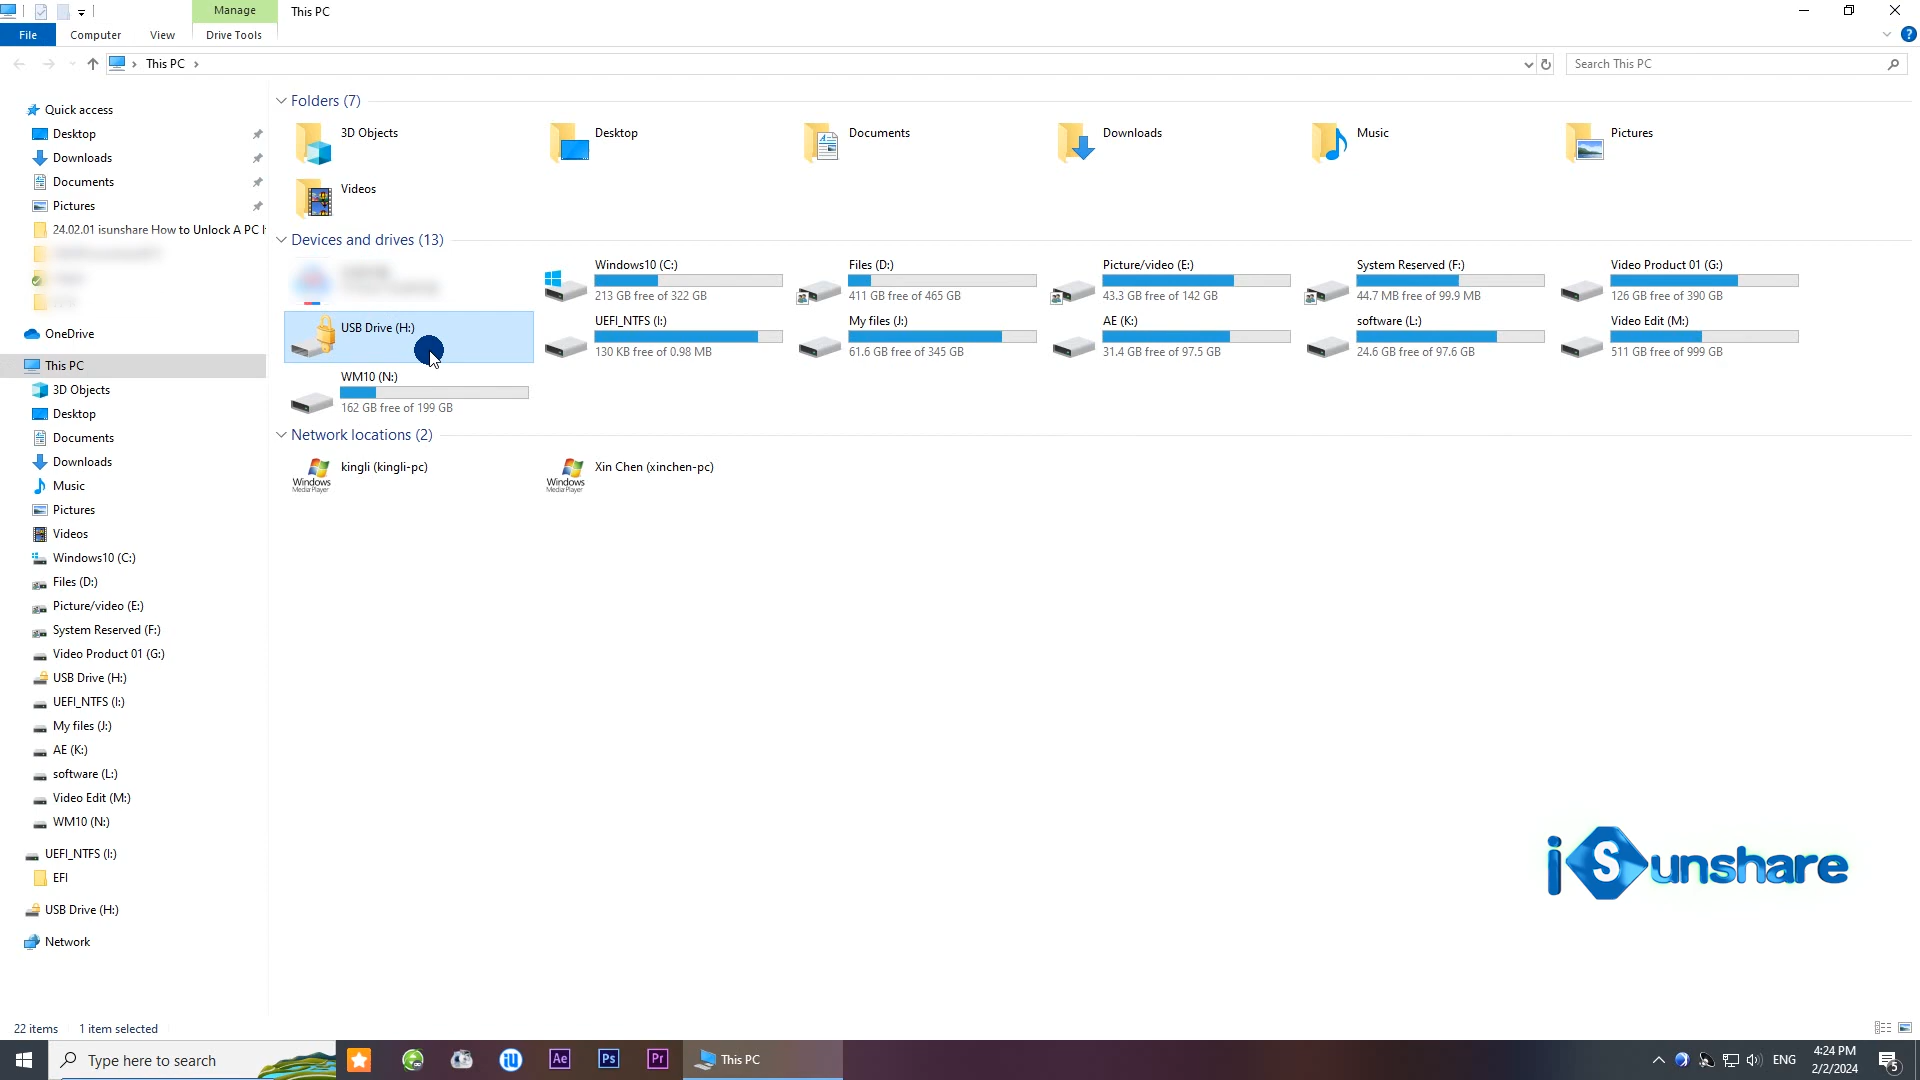 Manage
This PC
File
Computer
View
Drive Tools
This PC
Search This PC
Quick access
Desktop
Downloads
Documents
Pictures
24.02.01 isunshare How to Unlock A PC I
OneDrive
This PC
3D Objects
Desktop
Documents
Downloads
Music
Pictures
Videos
Windows10 (C:)
Files (D:)
Picture/video (E:)
System Reserved (F:)
Video Product 01 (G:)
USB Drive (H:)
UEFI_NTFS (I:)
My files (J:)
AE (K:)
software (L:)
Video Edit (M:)
WM10 (N:)
UEFI_NTFS (I:)
EFI
USB Drive (H:)
Network
Folders (7)
3D Objects
Desktop
Documents
Downloads
Music
Pictures
Videos
Devices and drives (13)
Windows10 (C:)
213 GB free of 322 GB
Files (D:)
411 GB free of 465 GB
Picture/video (E:)
43.3 GB free of 142 GB
System Reserved (F:)
44.7 MB free of 99.9 MB
Video Product 01 (G:)
126 GB free of 390 GB
USB Drive (H:)
UEFI_NTFS (I:)
130 KB free of 0.98 MB
My files (J:)
61.6 GB free of 345 GB
AE (K:)
31.4 GB free of 97.5 GB
software (L:)
24.6 GB free of 97.6 GB
Video Edit (M:)
511 GB free of 999 GB
WM10 (N:)
162 GB free of 199 GB
Network locations (2)
Windows
Media Player
kingli (kingli-pc)
Windows
Media Player
Xin Chen (xinchen-pc)
iSunshare
22 items
1 item selected
Type here to search
iU
Ae
Ps
Pr
This PC
ENG
4:24 PM
2/2/2024
5